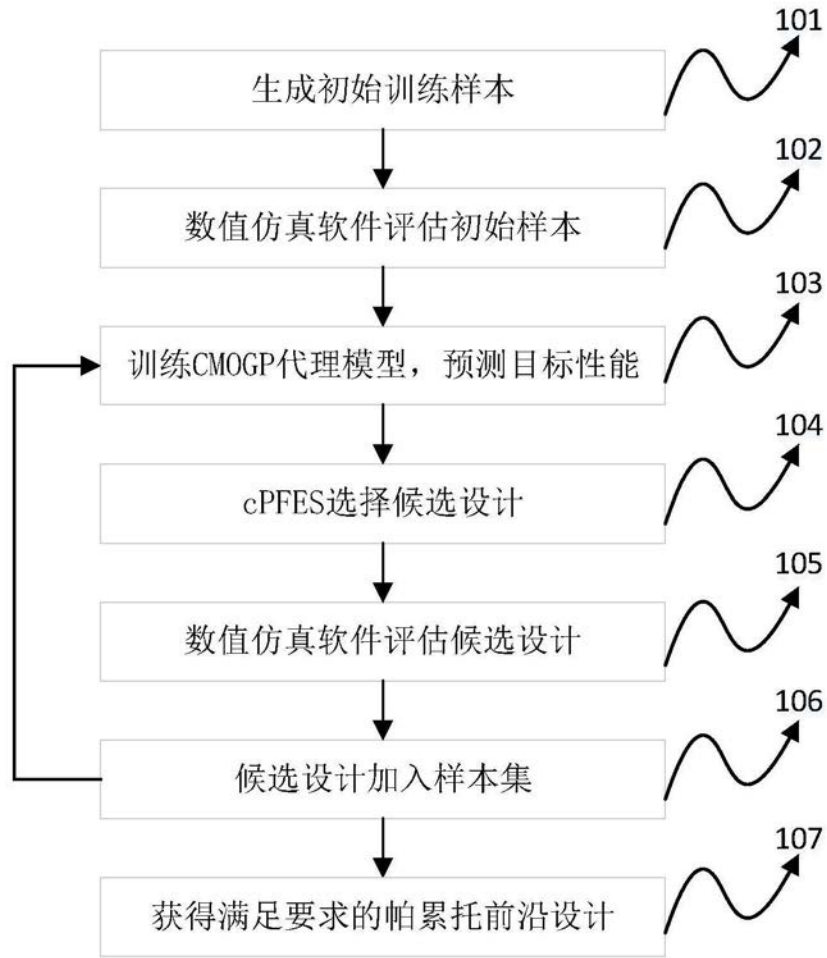 101
生成初始训练样本
102
数值仿真软件评估初始样本
103
训练CMOGP代理模型，预测目标性能
104
cPFES选择候选设计
105
数值仿真软件评估候选设计
106
候选设计加入样本集
107
获得满足要求的帕累托前沿设计